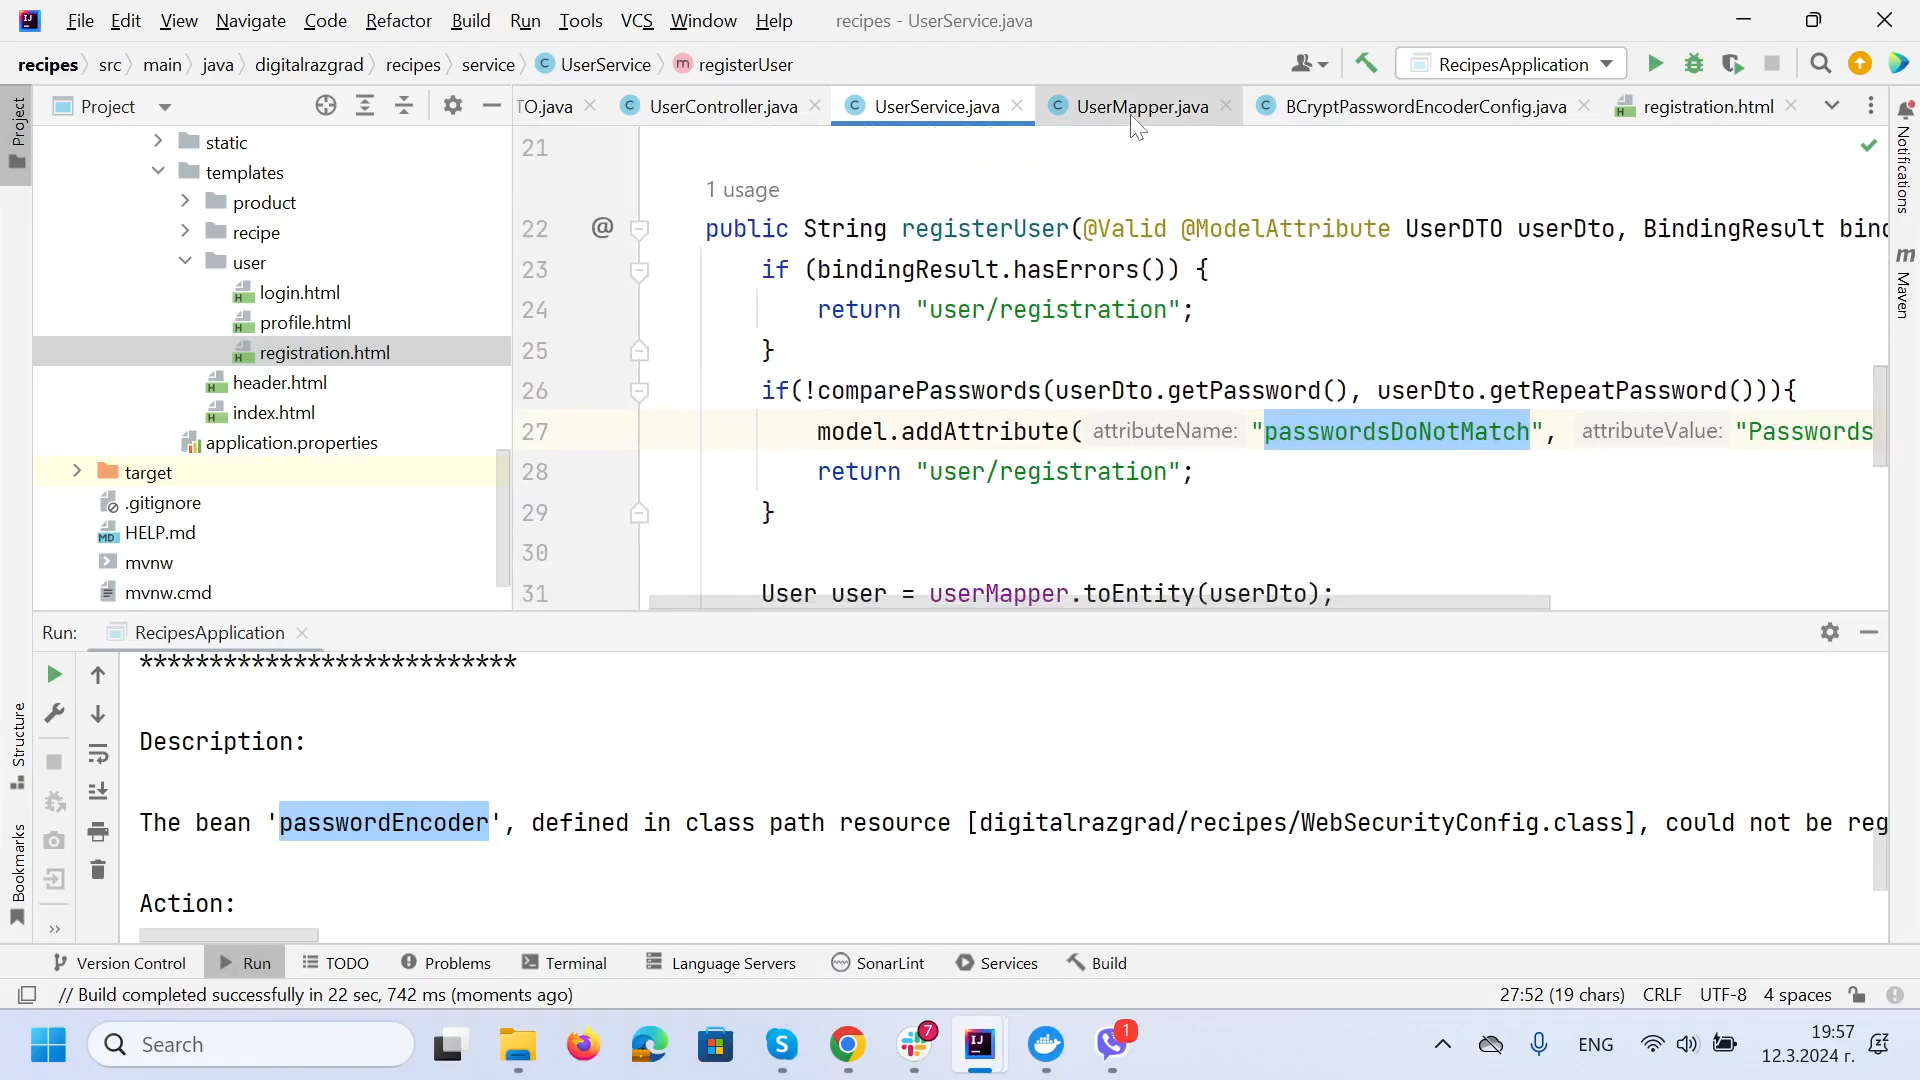 File Edit View Navigate Code Refactor Build Run Tools VCS Window Help recipes - UserService.java
recipes src main java digitalrazgrad recipes service UserService registerUser RecipesApplication
Project TO.java UserController.java UserService.java UserMapper.java BCryptPasswordEncoderConfig.java registration.html
Project
Structure
Bookmarks
Notifications
Maven
static
templates
product
recipe
user
login.html
profile.html
registration.html
header.html
index.html
application.properties
target
.gitignore
HELP.md
mvnw
mvnw.cmd
21
1 usage
22 public String registerUser(@Valid @ModelAttribute UserDTO userDto, BindingResult bind
23 if (bindingResult.hasErrors()) {
24 return "user/registration";
25 }
26 if(!comparePasswords(userDto.getPassword(), userDto.getRepeatPassword())){
27 model.addAttribute( attributeName: "passwordsDoNotMatch", attributeValue: "Passwords
28 return "user/registration";
29 }
30
31 User user = userMapper.toEntity(userDto);
Run: RecipesApplication
***************************
Description:
The bean 'passwordEncoder', defined in class path resource [digitalrazgrad/recipes/WebSecurityConfig.class], could not be reg
Action:
Version Control Run TODO Problems Terminal Language Servers SonarLint Services Build
// Build completed successfully in 22 sec, 742 ms (moments ago) 27:52 (19 chars) CRLF UTF-8 4 spaces
Search 7 1 ENG 19:57
12.3.2024 г.